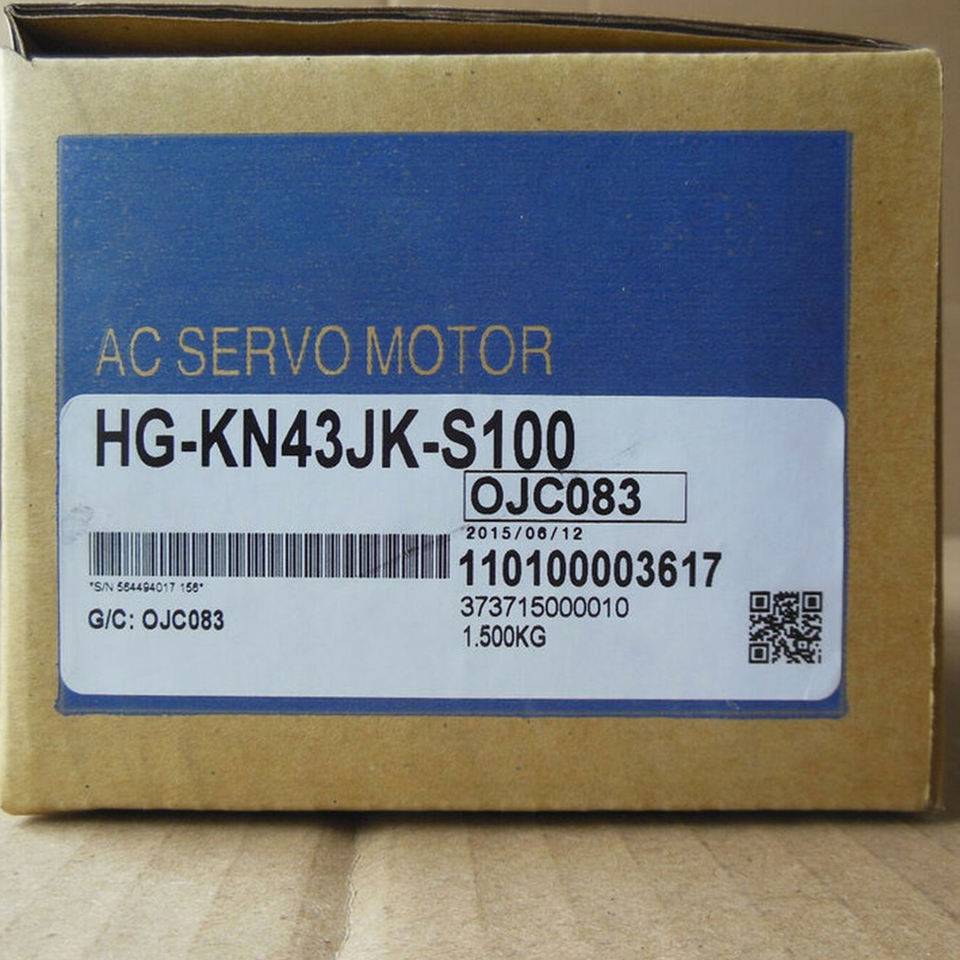 AC SERVO MOTOR
HG-KN43JK-S100
OJC083
2015/06/12
110100003617
*S/N 564494017 156*
373715000010
G/C: OJC083
1.500KG